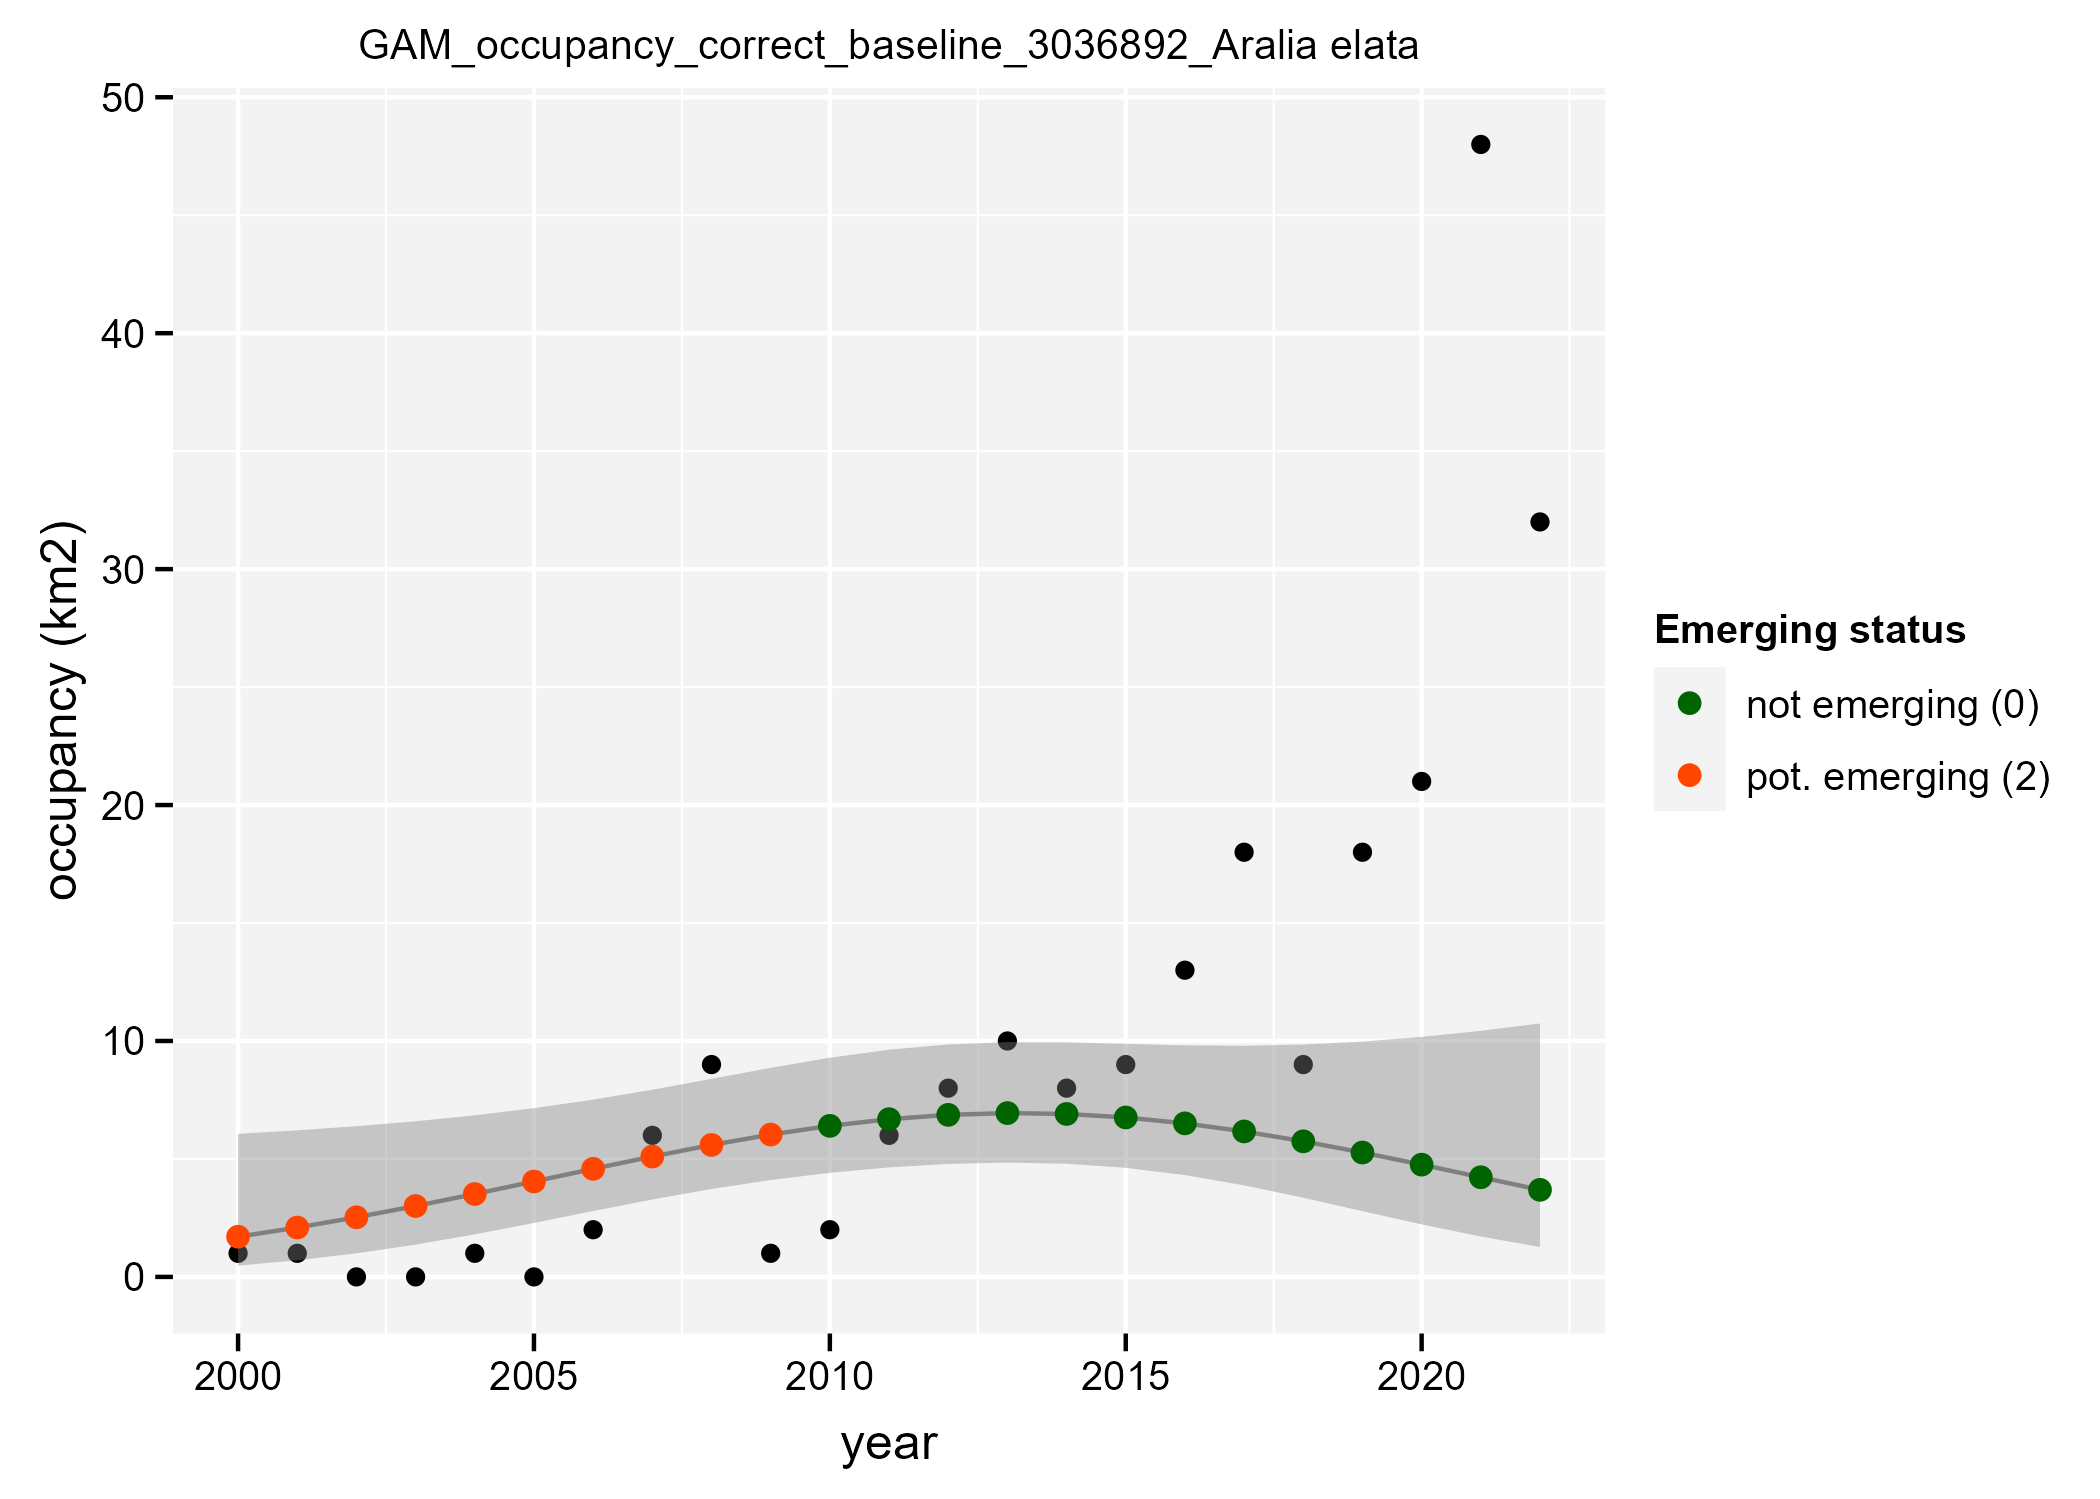 GAM_occupancy_correct_baseline_3036892_Aralia elata
50
40
30
20
10
0
occupancy (km2)
2000 2005 2010 2015 2020
year
Emerging status
not emerging (0)
pot. emerging (2)